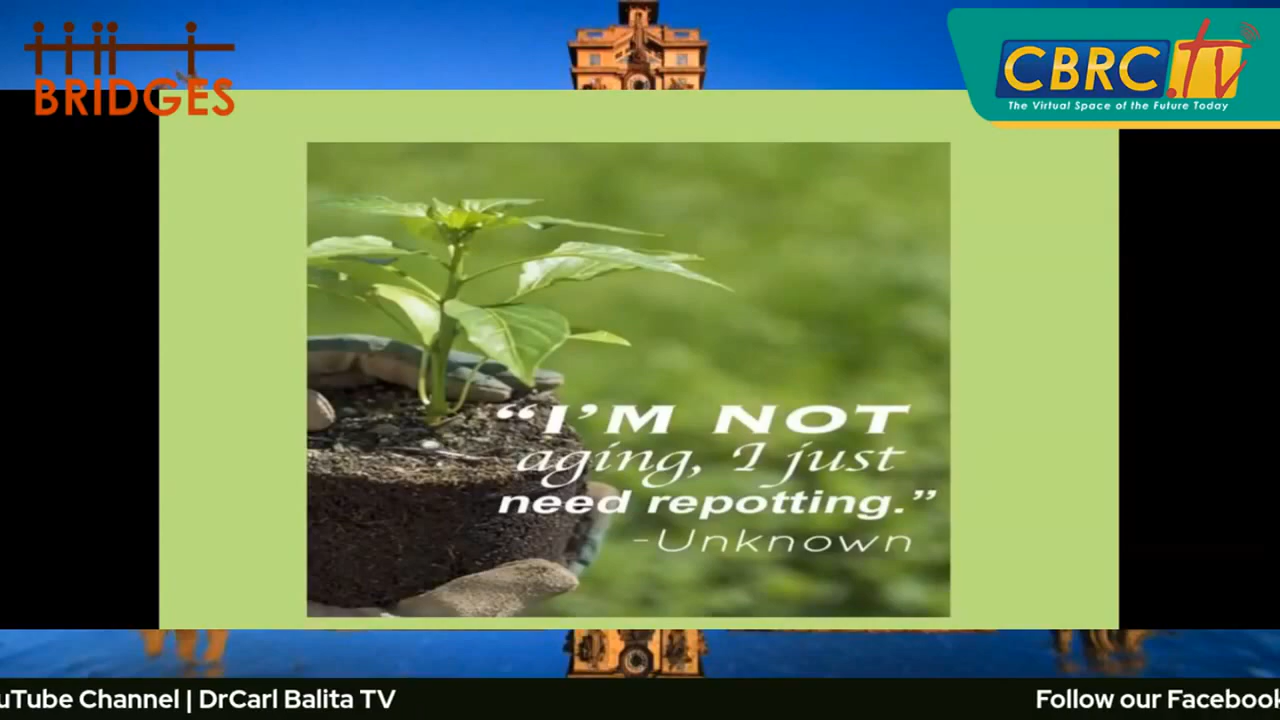 BRIDGES
CBRC.tv
The Virtual Space of the Future Today
“I’M NOT
aging, I just
need repotting.”
-Unknown
uTube Channel | DrCarl Balita TV
Follow our Facebook